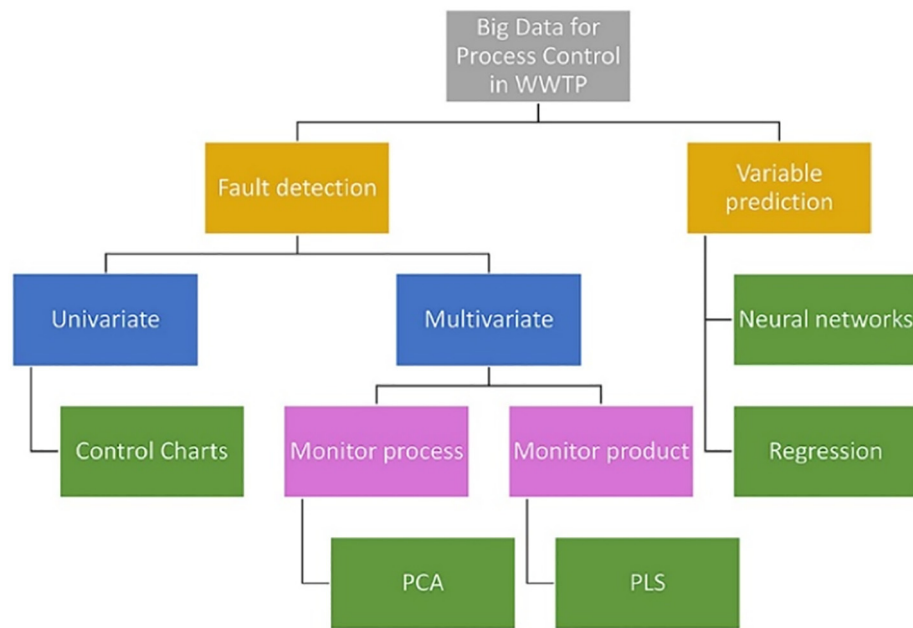 Big Data for
Process Control
in WWTP
Fault detection
Variable
prediction
Univariate
Multivariate
Neural networks
Control Charts
Monitor process
Monitor product
Regression
PCA
PLS